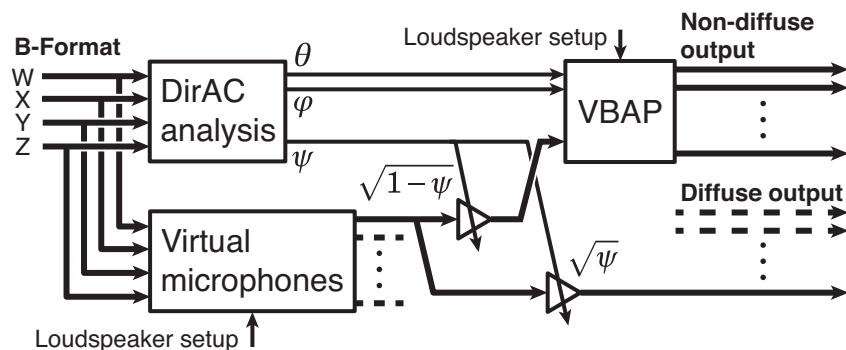 B-Format
W
X
Y
Z
DirAC
analysis
θ
φ
ψ
Loudspeaker setup
VBAP
Non-diffuse
output
√1−ψ
Diffuse output
Virtual
microphones
√ψ
Loudspeaker setup